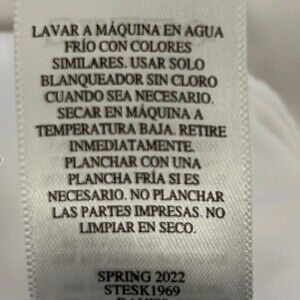 LAVAR A MÁQUINA EN AGUA
FRÍO CON COLORES
SIMILARES. USAR SOLO
BLANQUEADOR SIN CLORO
CUANDO SEA NECESARIO.
SECAR EN MÁQUINA A
TEMPERATURA BAJA. RETIRE
INMEDIATAMENTE.
PLANCHAR CON UNA
PLANCHA FRÍA SI ES
NECESARIO. NO PLANCHAR
LAS PARTES IMPRESAS. NO
LIMPIAR EN SECO.
SPRING 2022
STESK1969